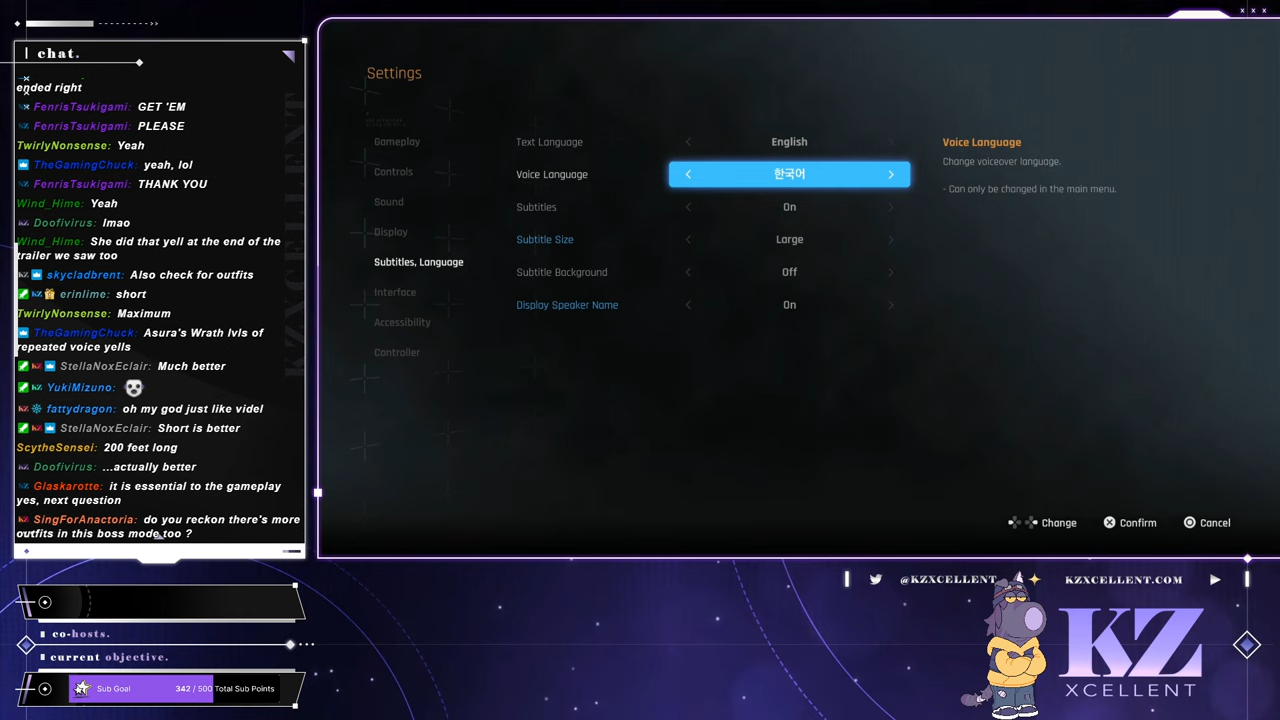 chat.
ended right
FenrisTsukigami: GET 'EM
FenrisTsukigami: PLEASE
TwirlyNonsense: Yeah
TheGamingChuck: yeah, lol
FenrisTsukigami: THANK YOU
Wind_Hime: Yeah
Doofivirus: lmao
Wind_Hime: She did that yell at the end of the
trailer we saw too
skycladbrent: Also check for outfits
erinlime: short
TwirlyNonsense: Maximum
TheGamingChuck: Asura's Wrath lvls of
repeated voice yells
StellaNoxEclair: Much better
YukiMizuno:
fattydragon: oh my god just like videl
StellaNoxEclair: Short is better
ScytheSensei: 200 feet long
Doofivirus: ...actually better
Glaskarotte: it is essential to the gameplay
yes, next question
SingForAnactoria: do you reckon there's more
outfits in this boss mode too ?
KZXCELLENT
co-hosts.
current objective.
Sub Goal 342 / 500 Total Sub Points
Settings
Gameplay
Controls
Sound
Display
Subtitles, Language
Interface
Accessibility
Controller
Text Language English
Voice Language 한국어
Subtitles On
Subtitle Size Large
Subtitle Background Off
Display Speaker Name On
Voice Language
Change voiceover language.
- Can only be changed in the main menu.
Change Confirm Cancel
@KZXCELLENT KZXCELLENT.COM
KZ
XCELLENT